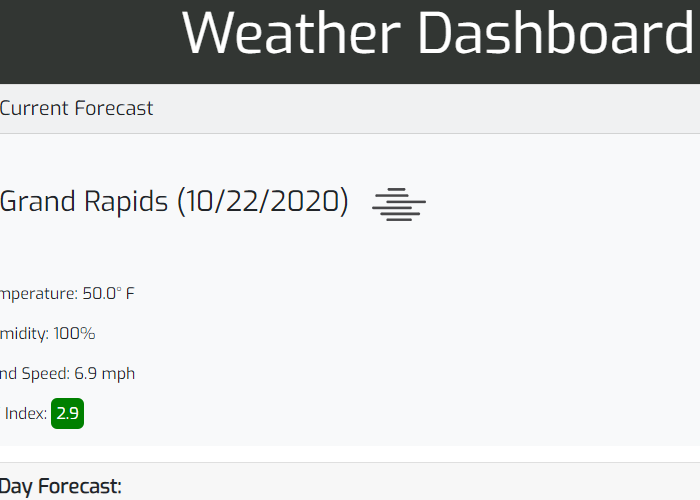 Weather Dashboard
Current Forecast
Grand Rapids (10/22/2020)
mperature: 50.0° F
midity: 100%
nd Speed: 6.9 mph
Index: 2.9
Day Forecast: